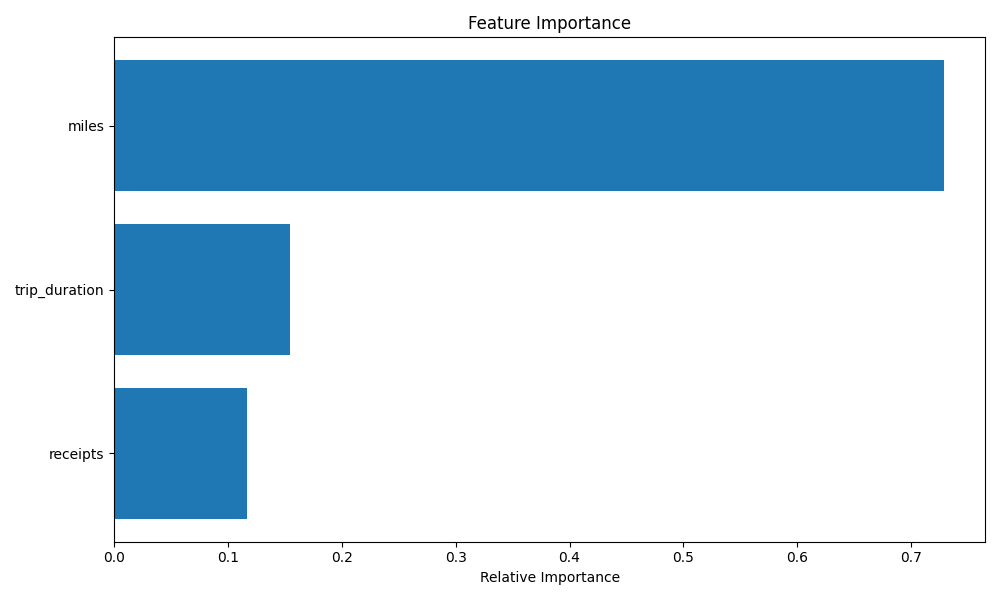 Feature Importance
miles
trip_duration
receipts
0.0 0.1 0.2 0.3 0.4 0.5 0.6 0.7
Relative Importance